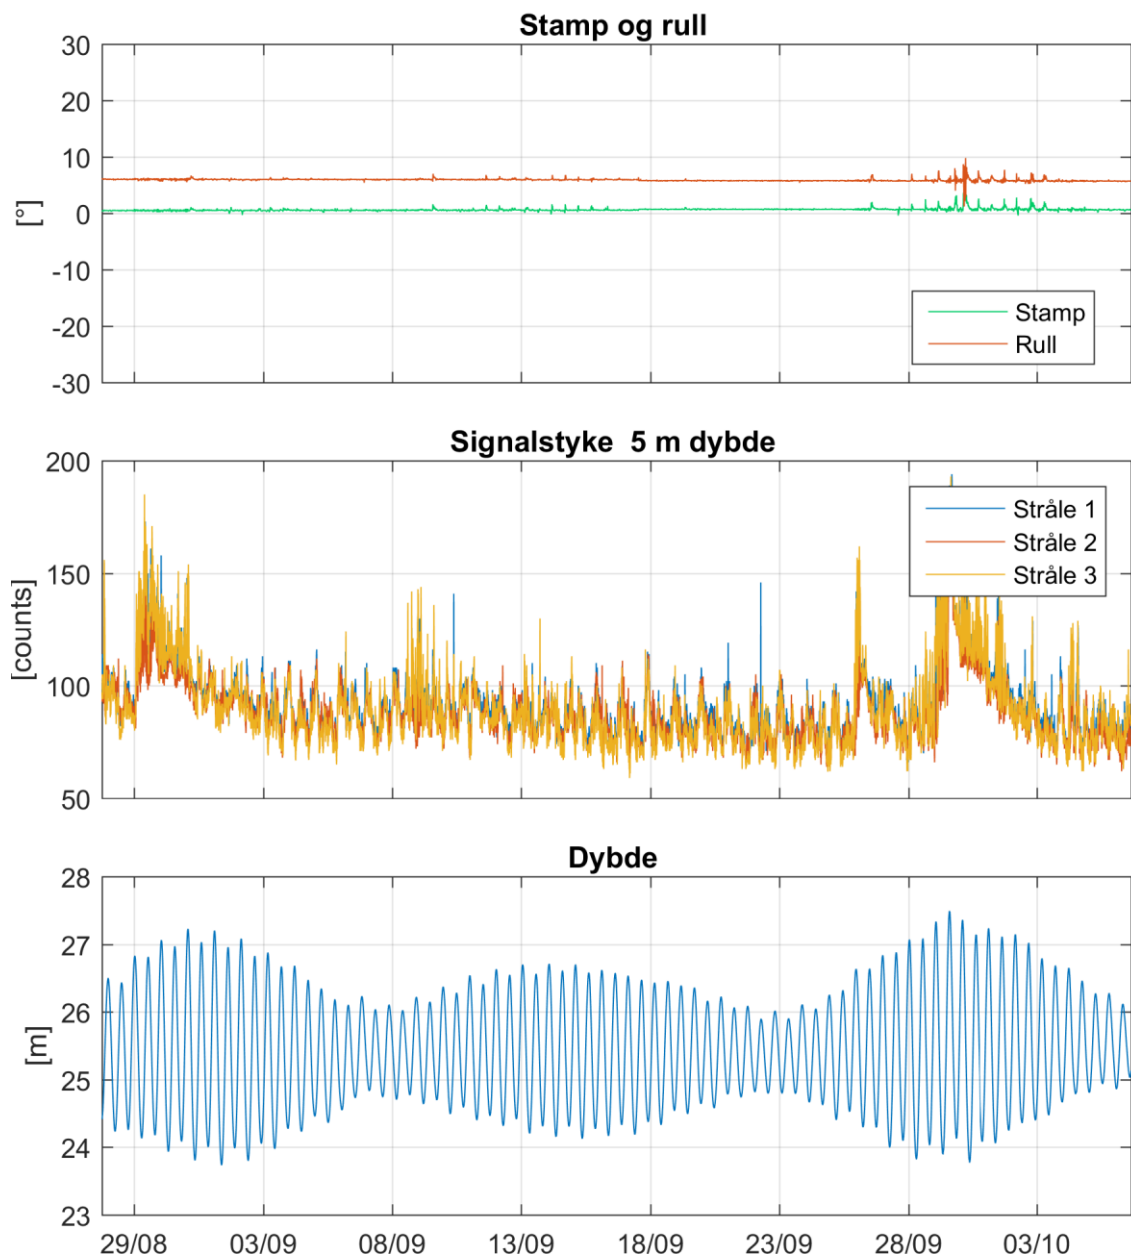 Stamp og rull
30
20
10
0
-10
-20
-30
[°]
Stamp
Rull
Signalstyke 5 m dybde
200
150
100
50
[counts]
Stråle 1
Stråle 2
Stråle 3
Dybde
28
27
26
25
24
23
[m]
29/08 03/09 08/09 13/09 18/09 23/09 28/09 03/10